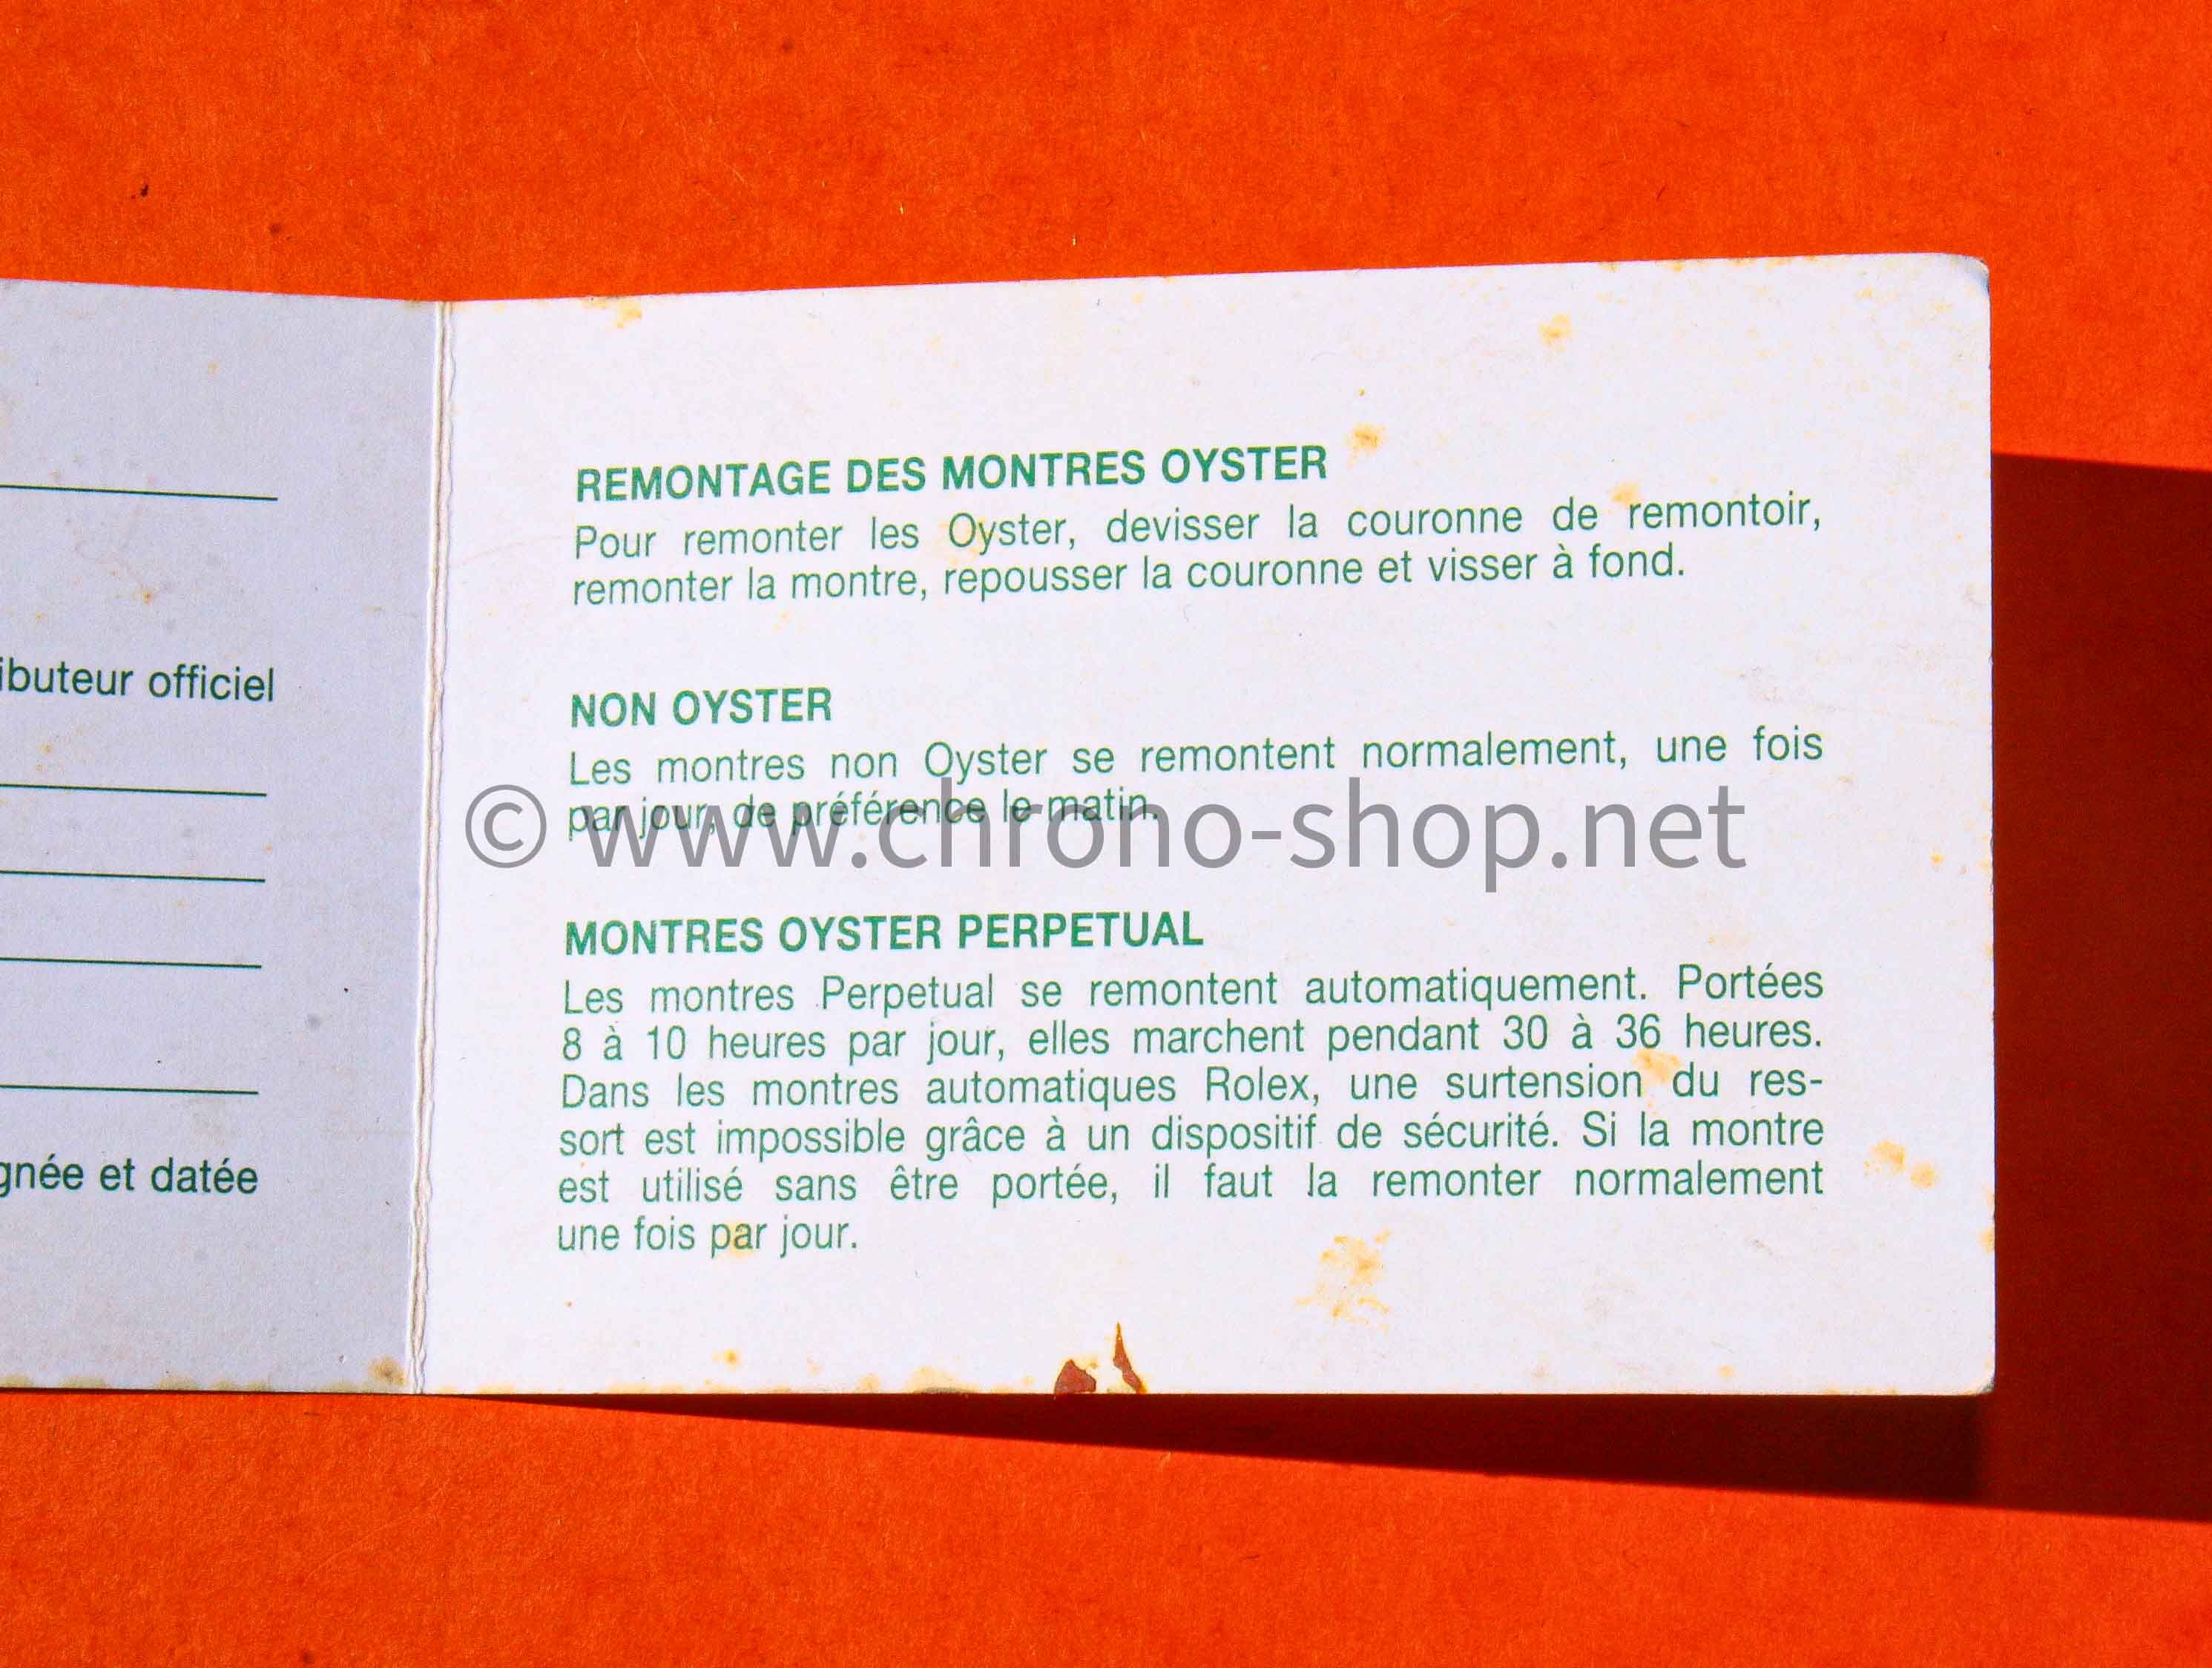 ibuteur officiel
gnée et datée
REMONTAGE DES MONTRES OYSTER
Pour remonter les Oyster, devisser la couronne de remontoir,
remonter la montre, repousser la couronne et visser à fond.
NON OYSTER
Les montres non Oyster se remontent normalement, une fois
par jour, de préférence le matin.
© www.chrono-shop.net
MONTRES OYSTER PERPETUAL
Les montres Perpetual se remontent automatiquement. Portées
8 à 10 heures par jour, elles marchent pendant 30 à 36 heures.
Dans les montres automatiques Rolex, une surtension du res-
sort est impossible grâce à un dispositif de sécurité. Si la montre
est utilisé sans être portée, il faut la remonter normalement
une fois par jour.